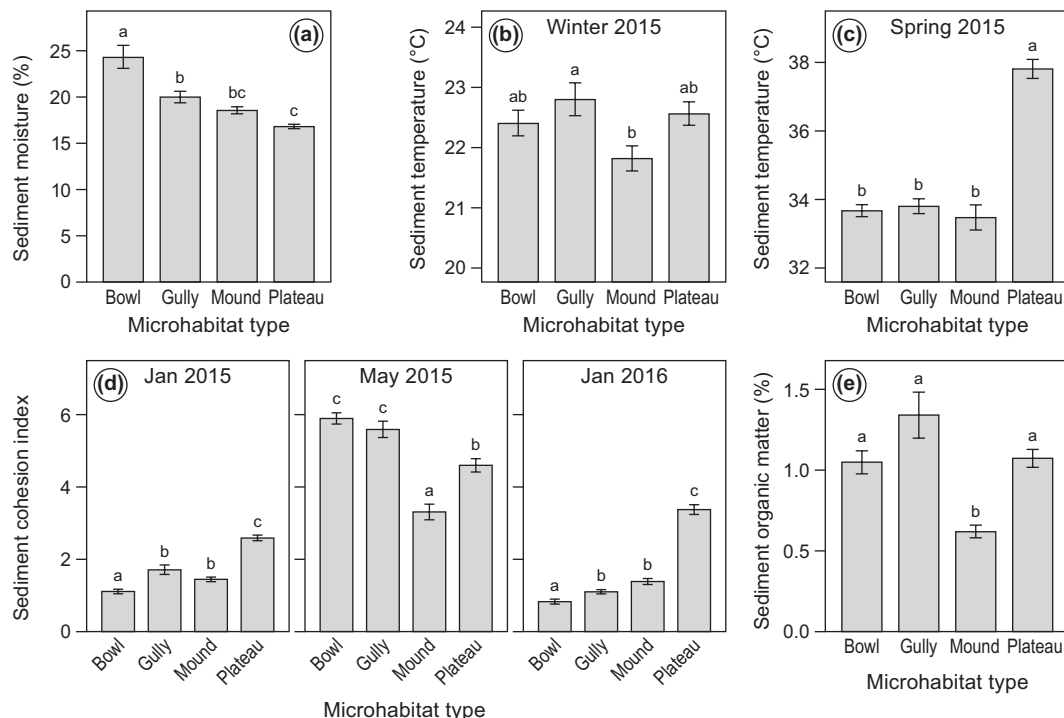 (a)
Sediment moisture (%)
25
20
15
10
5
0
a
b
bc
c
Bowl Gully Mound Plateau
Microhabitat type
(b) Winter 2015
Sediment temperature (°C)
24
23
22
21
20
ab
a
b
ab
Bowl Gully Mound Plateau
Microhabitat type
(c) Spring 2015
Sediment temperature (°C)
38
36
34
32
b
b
b
a
Bowl Gully Mound Plateau
Microhabitat type
(d) Jan 2015
Sediment cohesion index
6
4
2
0
a
b
b
c
Bowl Gully Mound Plateau
May 2015
c
c
a
b
Bowl Gully Mound Plateau
Jan 2016
a
b
b
c
Bowl Gully Mound Plateau
Microhabitat type
(e)
Sediment organic matter (%)
1.5
1.0
0.5
0.0
a
a
b
a
Bowl Gully Mound Plateau
Microhabitat type